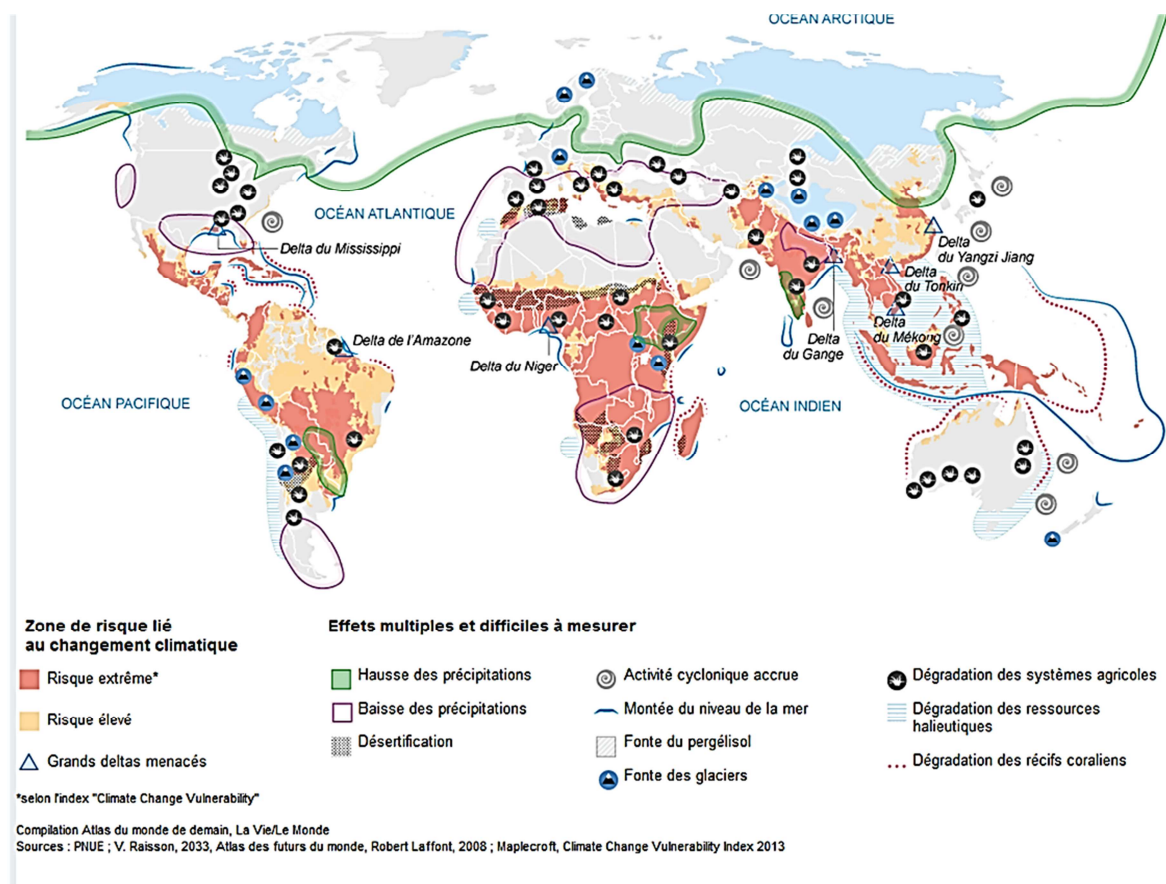 OCÉAN ARCTIQUE
OCÉAN ATLANTIQUE
Delta du Mississippi
Delta
du Yangzi Jiang
Delta
du Tonkin
Delta de l'Amazone
Delta du Niger
Delta
du Gange
Delta
du Mékong
OCÉAN PACIFIQUE
OCÉAN INDIEN
Zone de risque lié
au changement climatique
Risque extrême*
Risque élevé
Grands deltas menacés
*selon l'index "Climate Change Vulnerability"
Effets multiples et difficiles à mesurer
Hausse des précipitations
Baisse des précipitations
Désertification
Activité cyclonique accrue
Montée du niveau de la mer
Fonte du pergélisol
Fonte des glaciers
Dégradation des systèmes agricoles
Dégradation des ressources
halieutiques
Dégradation des récifs coraliens
Compilation Atlas du monde de demain, La Vie/Le Monde
Sources : PNUE ; V. Raisson, 2033, Atlas des futurs du monde, Robert Laffont, 2008 ; Maplecroft, Climate Change Vulnerability Index 2013